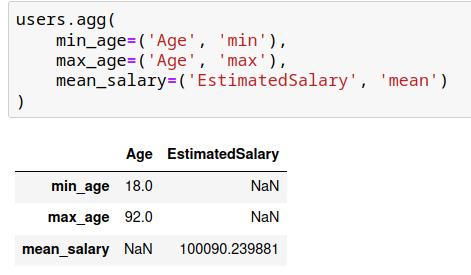 users.agg(
    min_age=('Age', 'min'),
    max_age=('Age', 'max'),
    mean_salary=('EstimatedSalary', 'mean')
)
Age EstimatedSalary
min_age 18.0 NaN
max_age 92.0 NaN
mean_salary NaN 100090.239881